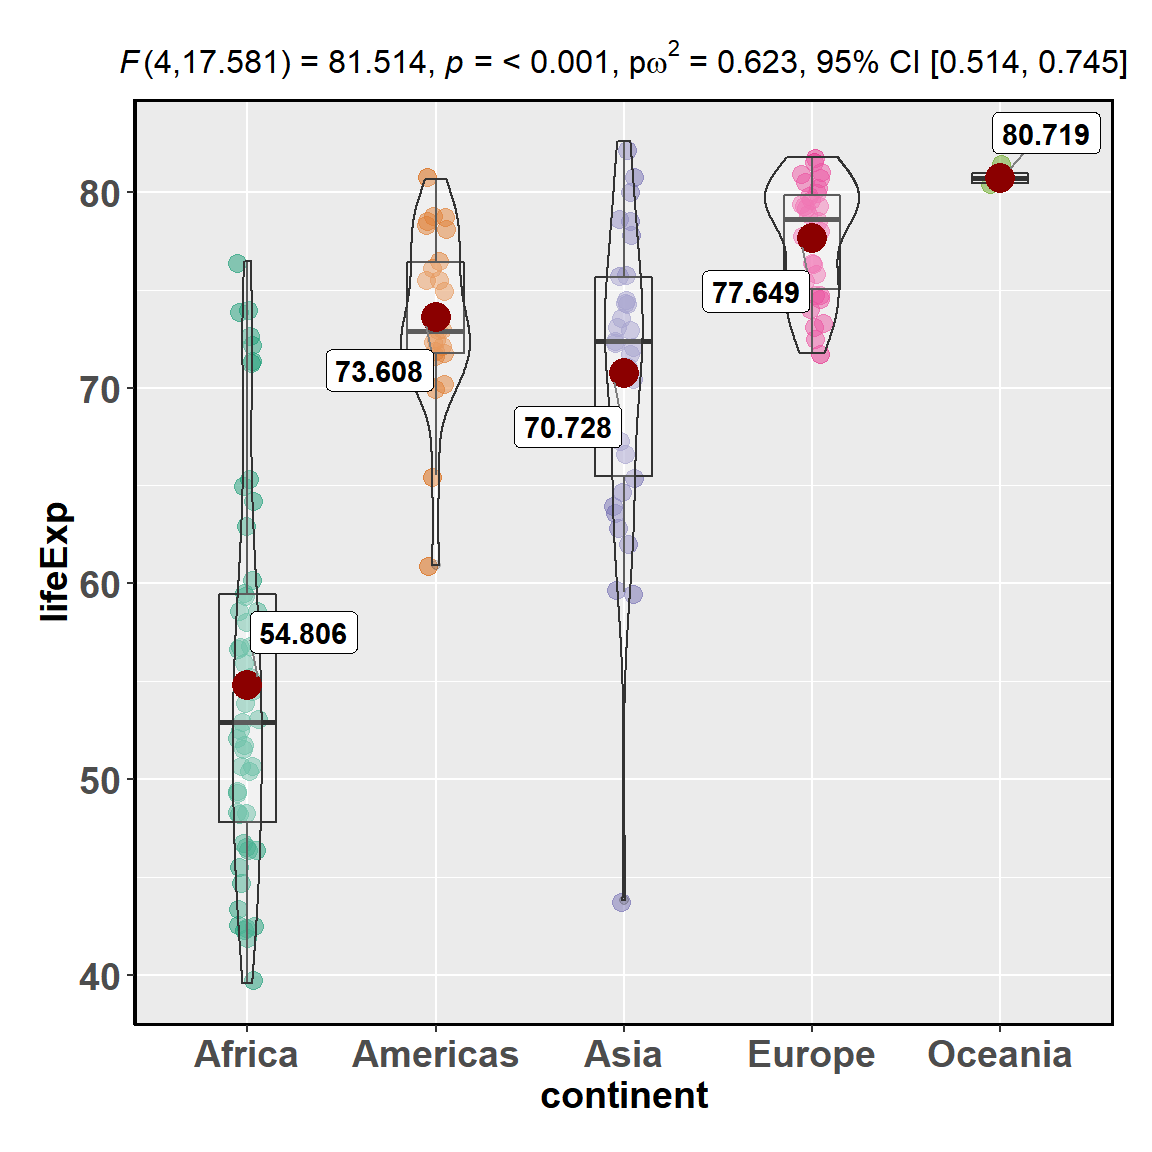 F(4,17.581) = 81.514, p = < 0.001, pω² = 0.623, 95% CI [0.514, 0.745]
80.719
80
77.649
73.608
70
70.728
lifeExp
60
54.806
50
40
Africa Americas Asia Europe Oceania
continent